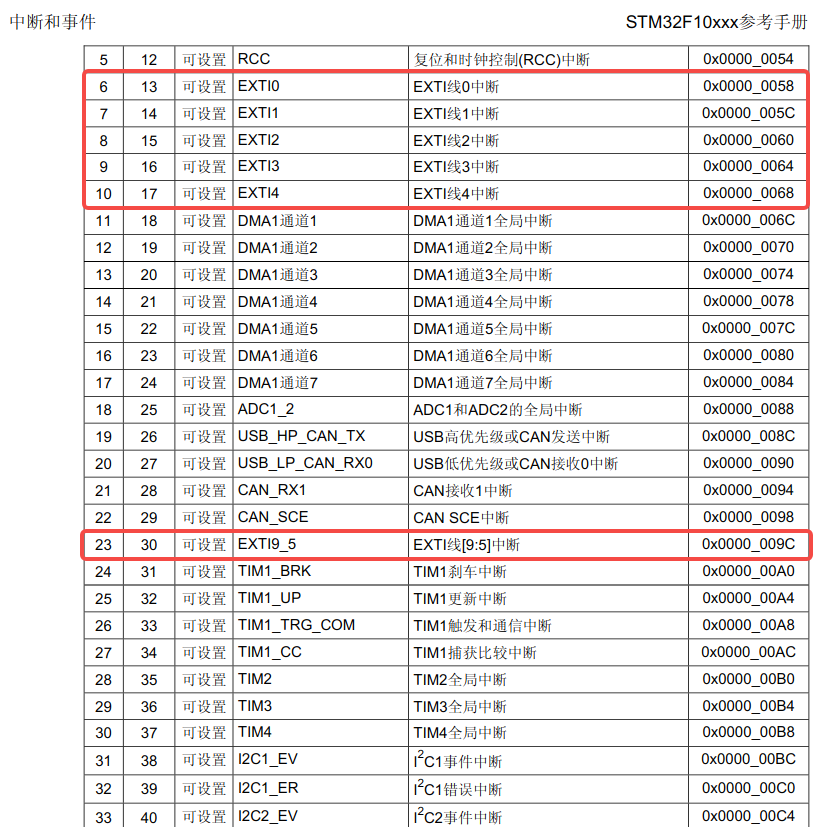 中断和事件 STM32F10xxx参考手册
5 12 可设置 RCC 复位和时钟控制(RCC)中断 0x0000_0054
6 13 可设置 EXTI0 EXTI线0中断 0x0000_0058
7 14 可设置 EXTI1 EXTI线1中断 0x0000_005C
8 15 可设置 EXTI2 EXTI线2中断 0x0000_0060
9 16 可设置 EXTI3 EXTI线3中断 0x0000_0064
10 17 可设置 EXTI4 EXTI线4中断 0x0000_0068
11 18 可设置 DMA1通道1 DMA1通道1全局中断 0x0000_006C
12 19 可设置 DMA1通道2 DMA1通道2全局中断 0x0000_0070
13 20 可设置 DMA1通道3 DMA1通道3全局中断 0x0000_0074
14 21 可设置 DMA1通道4 DMA1通道4全局中断 0x0000_0078
15 22 可设置 DMA1通道5 DMA1通道5全局中断 0x0000_007C
16 23 可设置 DMA1通道6 DMA1通道6全局中断 0x0000_0080
17 24 可设置 DMA1通道7 DMA1通道7全局中断 0x0000_0084
18 25 可设置 ADC1_2 ADC1和ADC2的全局中断 0x0000_0088
19 26 可设置 USB_HP_CAN_TX USB高优先级或CAN发送中断 0x0000_008C
20 27 可设置 USB_LP_CAN_RX0 USB低优先级或CAN接收0中断 0x0000_0090
21 28 可设置 CAN_RX1 CAN接收1中断 0x0000_0094
22 29 可设置 CAN_SCE CAN SCE中断 0x0000_0098
23 30 可设置 EXTI9_5 EXTI线[9:5]中断 0x0000_009C
24 31 可设置 TIM1_BRK TIM1刹车中断 0x0000_00A0
25 32 可设置 TIM1_UP TIM1更新中断 0x0000_00A4
26 33 可设置 TIM1_TRG_COM TIM1触发和通信中断 0x0000_00A8
27 34 可设置 TIM1_CC TIM1捕获比较中断 0x0000_00AC
28 35 可设置 TIM2 TIM2全局中断 0x0000_00B0
29 36 可设置 TIM3 TIM3全局中断 0x0000_00B4
30 37 可设置 TIM4 TIM4全局中断 0x0000_00B8
31 38 可设置 I2C1_EV I²C1事件中断 0x0000_00BC
32 39 可设置 I2C1_ER I²C1错误中断 0x0000_00C0
33 40 可设置 I2C2_EV I²C2事件中断 0x0000_00C4